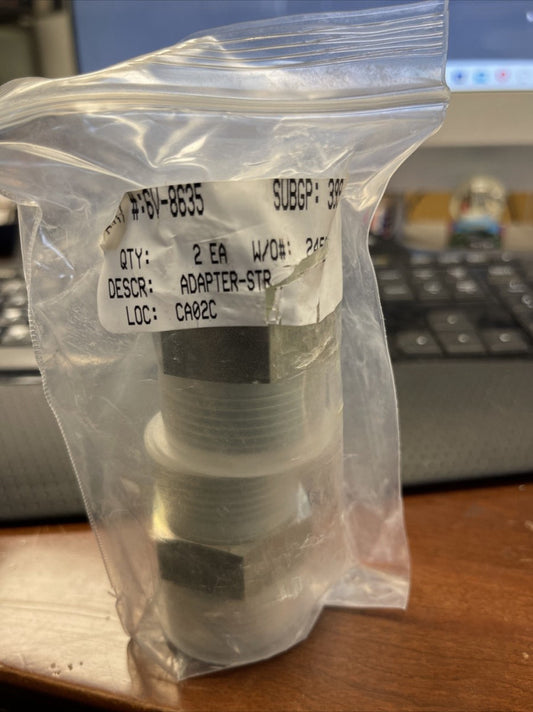 #:6V-8635 SUBGP:
QTY: 2 EA W/O#:
DESCR: ADAPTER-STR
LOC: CA02C